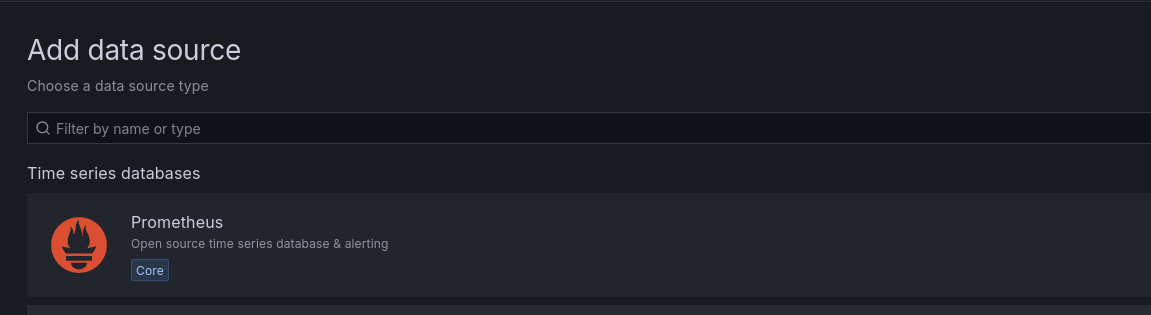 Add data source
Choose a data source type
Filter by name or type
Time series databases
Prometheus
Open source time series database & alerting
Core